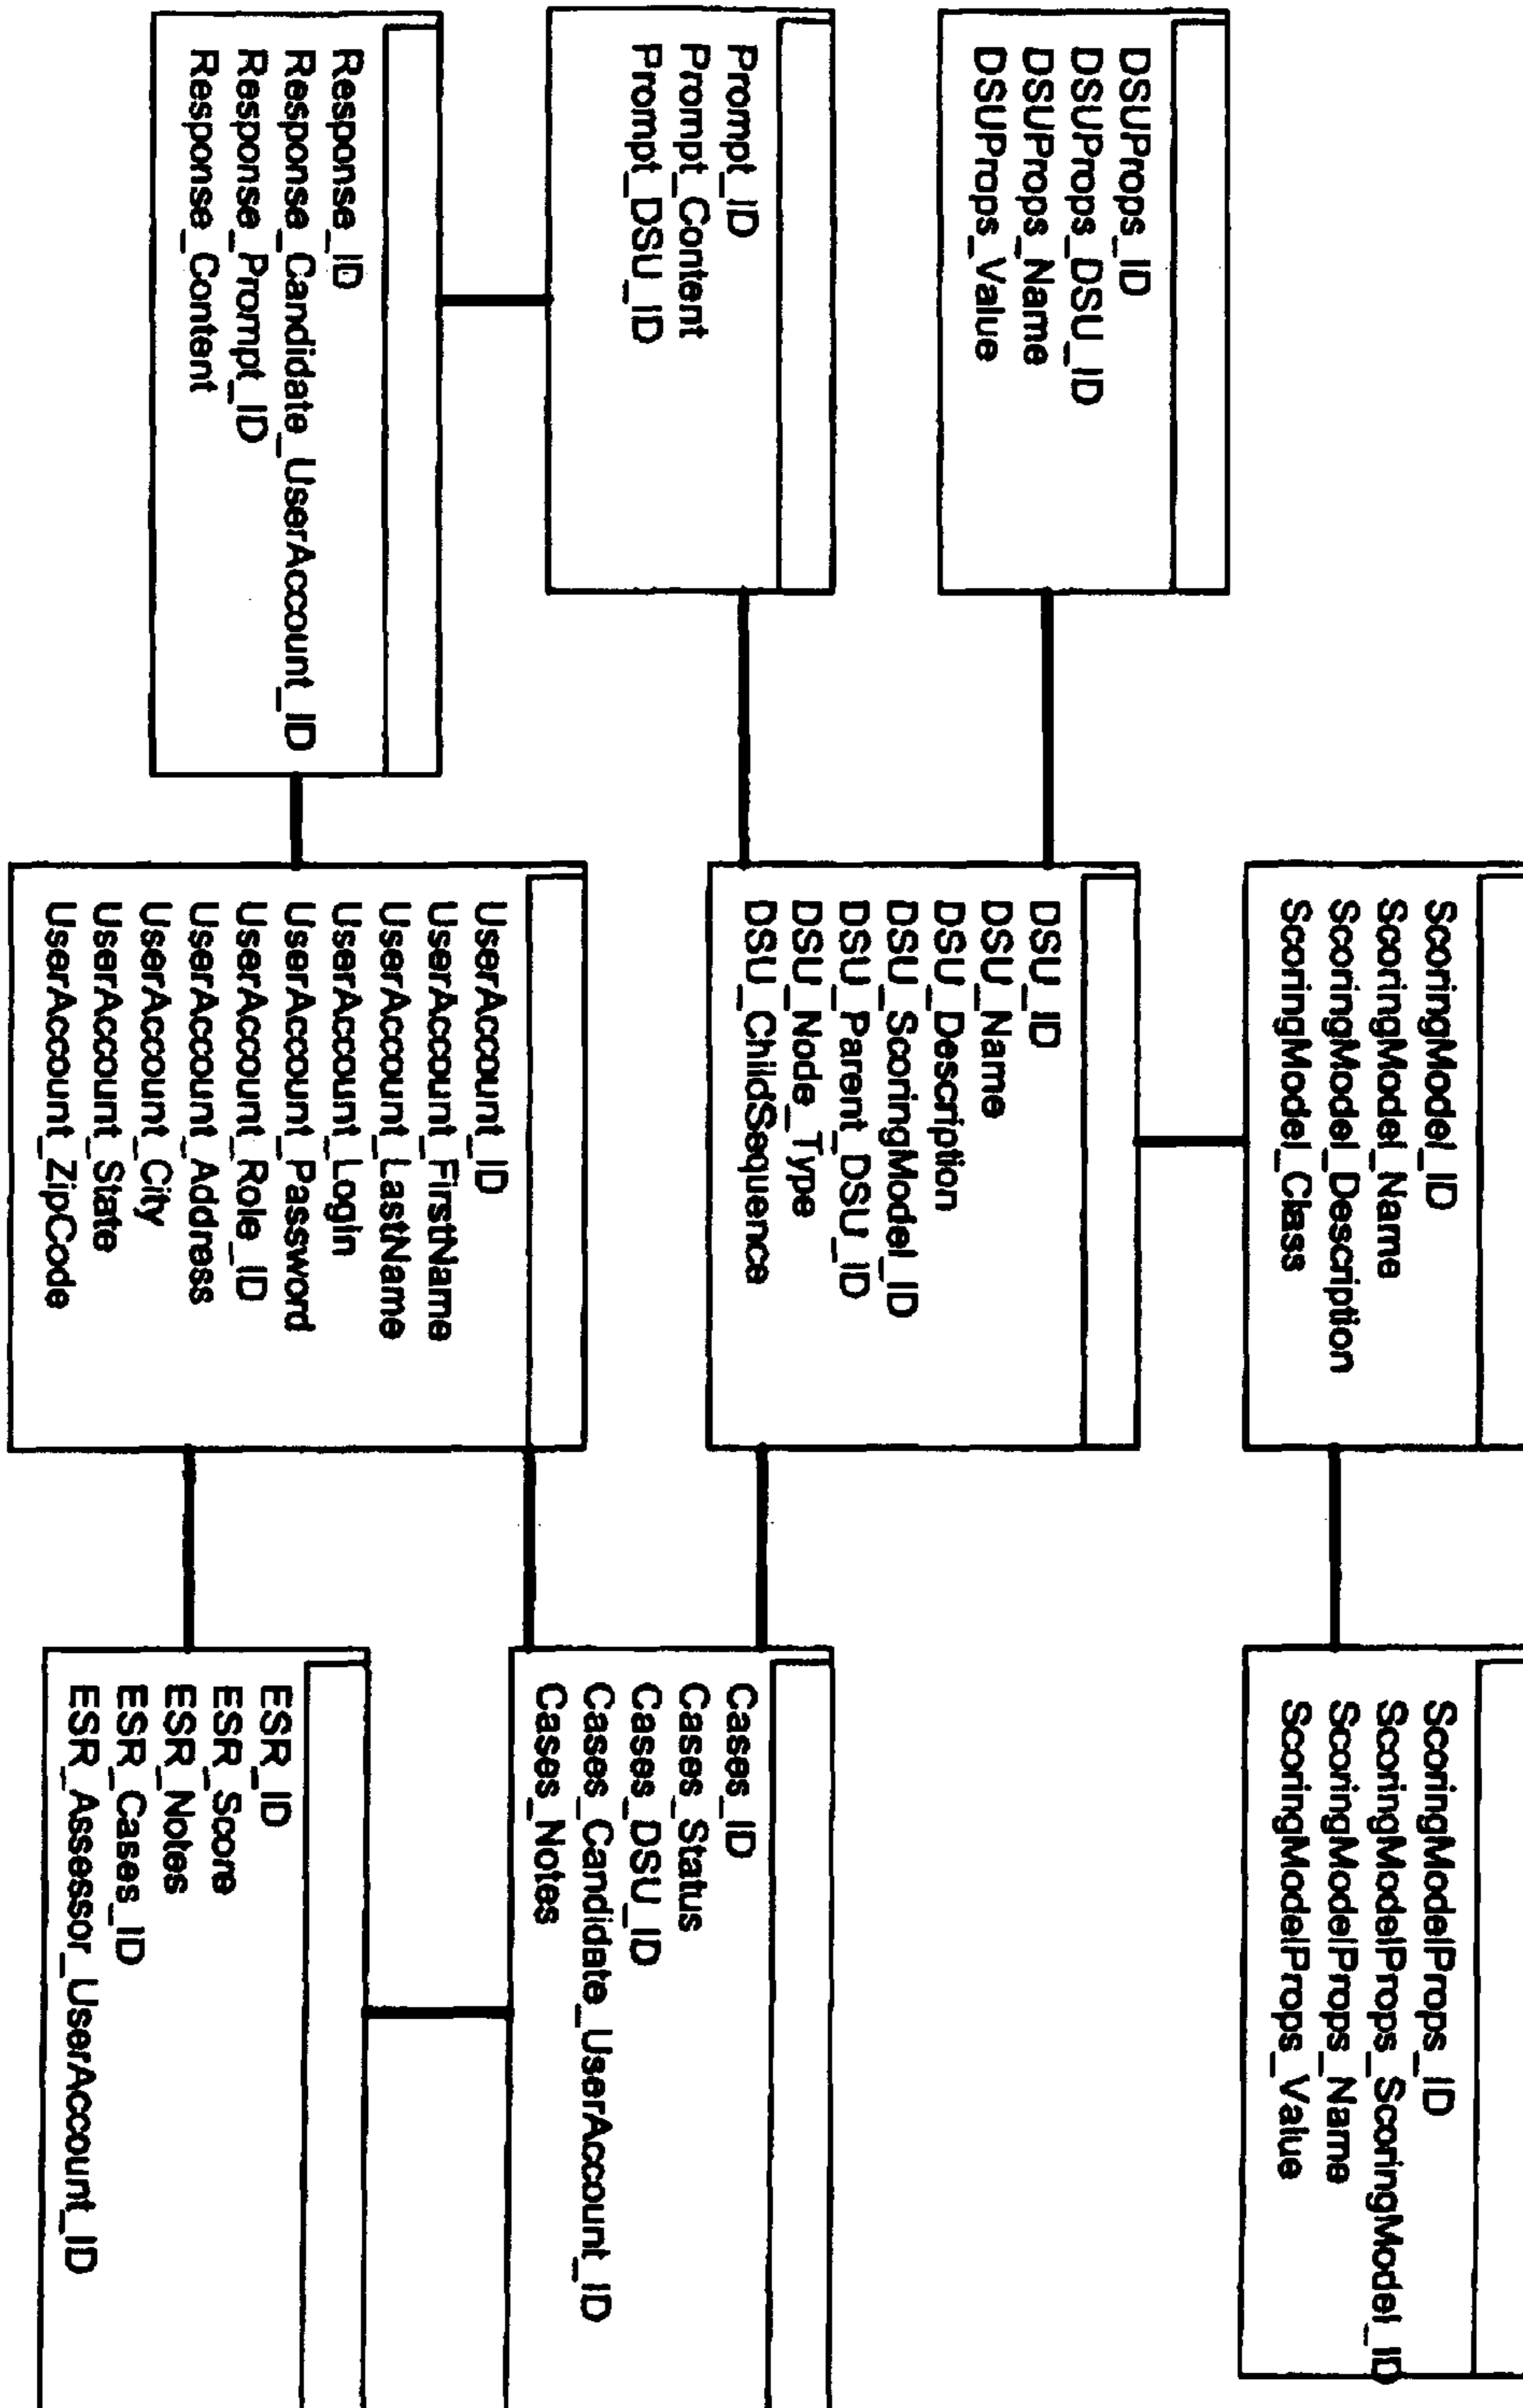 ScoringModel_ID
ScoringModel_Name
ScoringModel_Description
ScoringModel_Class
ScoringModelProps_ID
ScoringModelProps_ScoringModel_ID
ScoringModelProps_Name
ScoringModelProps_Value
DSUProps_ID
DSUProps_DSU_ID
DSUProps_Name
DSUProps_Value
DSU_ID
DSU_Name
DSU_Description
DSU_ScoringModel_ID
DSU_Parent_DSU_ID
DSU_Node_Type
DSU_ChildSequence
Prompt_ID
Prompt_Content
Prompt_DSU_ID
Cases_ID
Cases_Status
Cases_DSU_ID
Cases_Candidate_UserAccount_ID
Cases_Notes
Response_ID
Response_Candidate_UserAccount_ID
Response_Prompt_ID
Response_Content
UserAccount_ID
UserAccount_FirstName
UserAccount_LastName
UserAccount_Login
UserAccount_Password
UserAccount_Role_ID
UserAccount_Address
UserAccount_City
UserAccount_State
UserAccount_ZipCode
ESR_ID
ESR_Score
ESR_Notes
ESR_Cases_ID
ESR_Assessor_UserAccount_ID